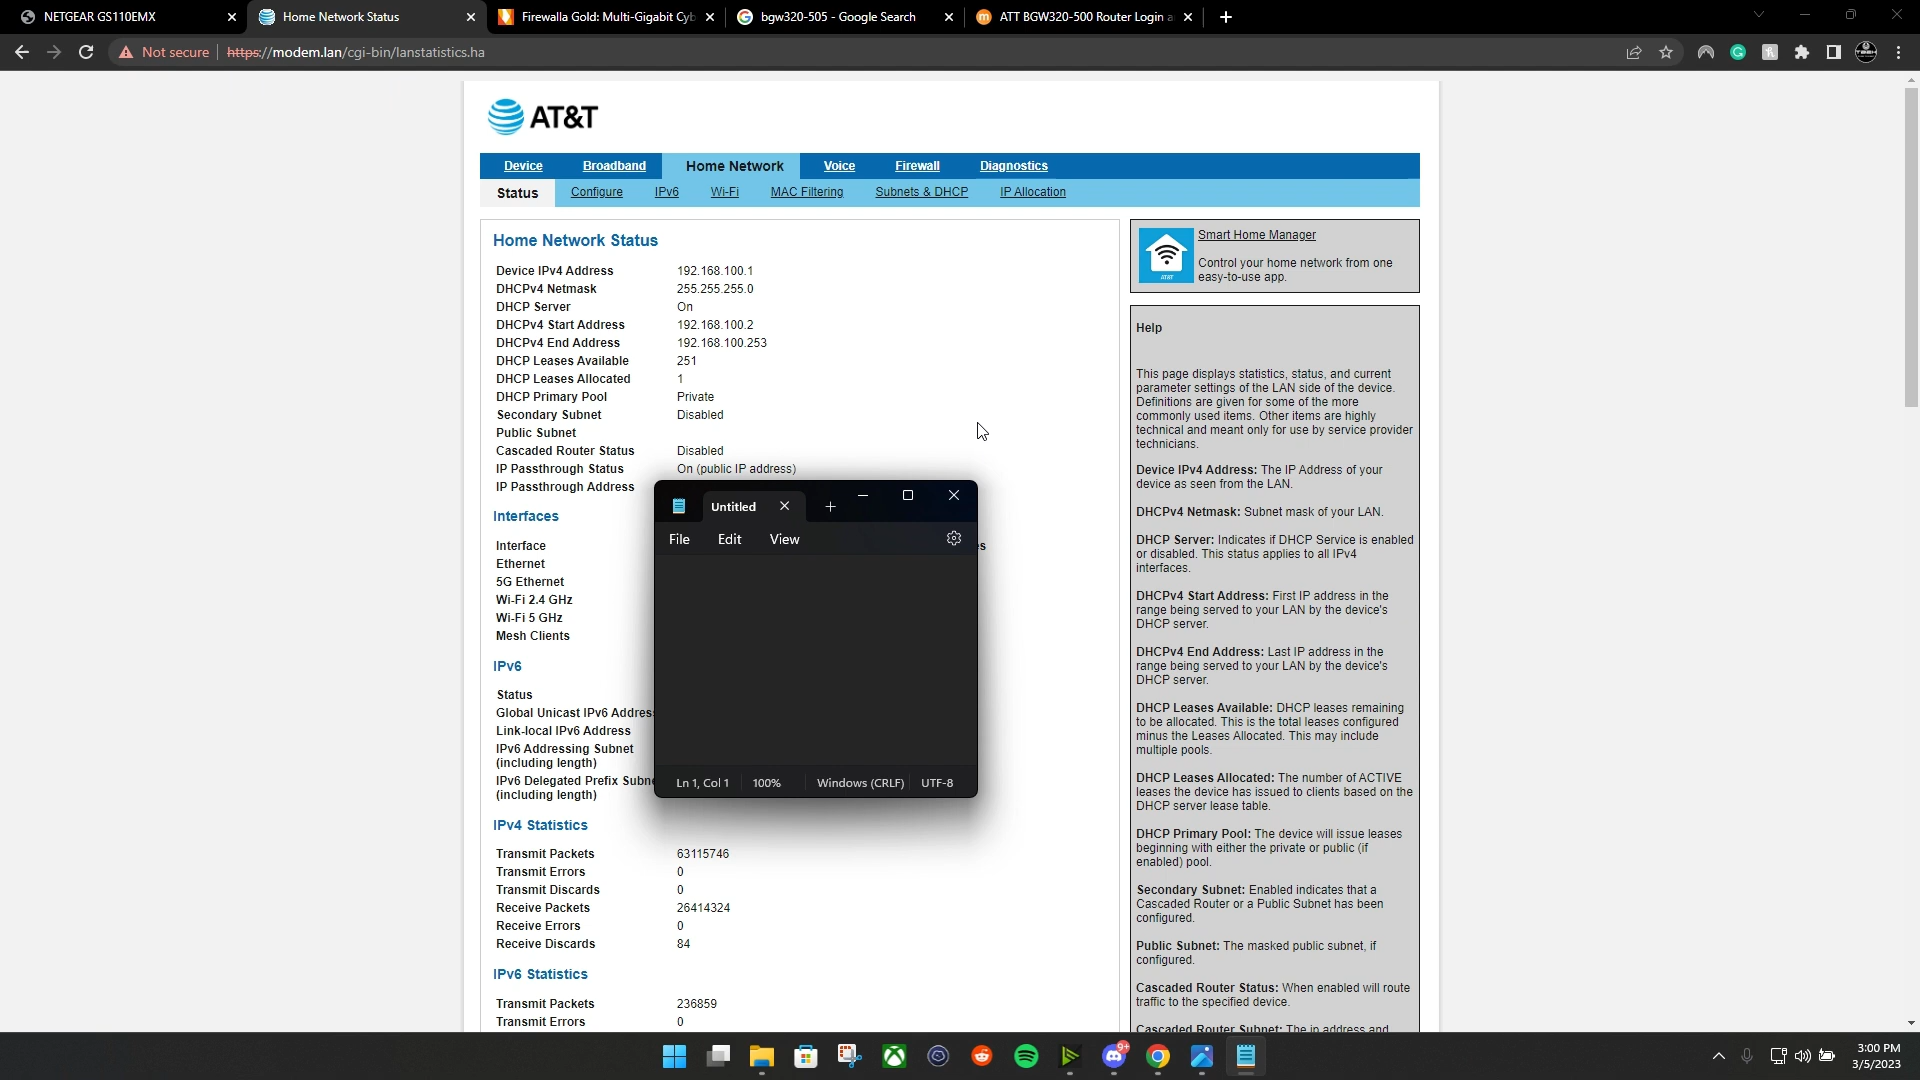 NETGEAR GS110EMX
Home Network Status
Firewalla Gold: Multi-Gigabit Cyb
bgw320-505 - Google Search
ATT BGW320-500 Router Login a
Not secure
https://modem.lan/cgi-bin/lanstatistics.ha
AT&T
Device Broadband Home Network Voice Firewall Diagnostics
Status Configure IPv6 Wi-Fi MAC Filtering Subnets & DHCP IP Allocation
Home Network Status
Device IPv4 Address 192.168.100.1
DHCPv4 Netmask 255.255.255.0
DHCP Server On
DHCPv4 Start Address 192.168.100.2
DHCPv4 End Address 192.168.100.253
DHCP Leases Available 251
DHCP Leases Allocated 1
DHCP Primary Pool Private
Secondary Subnet Disabled
Public Subnet
Cascaded Router Status Disabled
IP Passthrough Status On (public IP address)
IP Passthrough Address
Interfaces
Interface
Ethernet
5G Ethernet
Wi-Fi 2.4 GHz
Wi-Fi 5 GHz
Mesh Clients
IPv6
Status
Global Unicast IPv6 Addres
Link-local IPv6 Address
IPv6 Addressing Subnet
(including length)
IPv6 Delegated Prefix Subn
(including length)
IPv4 Statistics
Transmit Packets 63115746
Transmit Errors 0
Transmit Discards 0
Receive Packets 26414324
Receive Errors 0
Receive Discards 84
IPv6 Statistics
Transmit Packets 236859
Transmit Errors 0
Untitled
File Edit View
Ln 1, Col 1 100% Windows (CRLF) UTF-8
Smart Home Manager
Control your home network from one
easy-to-use app.
AT&T
Help
This page displays statistics, status, and current
parameter settings of the LAN side of the device.
Definitions are given for some of the more
commonly used items. Other items are highly
technical and meant only for use by service provider
technicians.
Device IPv4 Address: The IP Address of your
device as seen from the LAN.
DHCPv4 Netmask: Subnet mask of your LAN.
DHCP Server: Indicates if DHCP Service is enabled
or disabled. This status applies to all IPv4
interfaces.
DHCPv4 Start Address: First IP address in the
range being served to your LAN by the device's
DHCP server.
DHCPv4 End Address: Last IP address in the
range being served to your LAN by the device's
DHCP server.
DHCP Leases Available: DHCP leases remaining
to be allocated. This is the total leases configured
minus the Leases Allocated. This may include
multiple pools.
DHCP Leases Allocated: The number of ACTIVE
leases the device has issued to clients based on the
DHCP server lease table.
DHCP Primary Pool: The device will issue leases
beginning with either the private or public (if
enabled) pool.
Secondary Subnet: Enabled indicates that a
Cascaded Router or a Public Subnet has been
configured.
Public Subnet: The masked public subnet, if
configured.
Cascaded Router Status: When enabled will route
traffic to the specified device.
Cascaded Router Subnet: The ip address and
9+
3:00 PM
3/5/2023